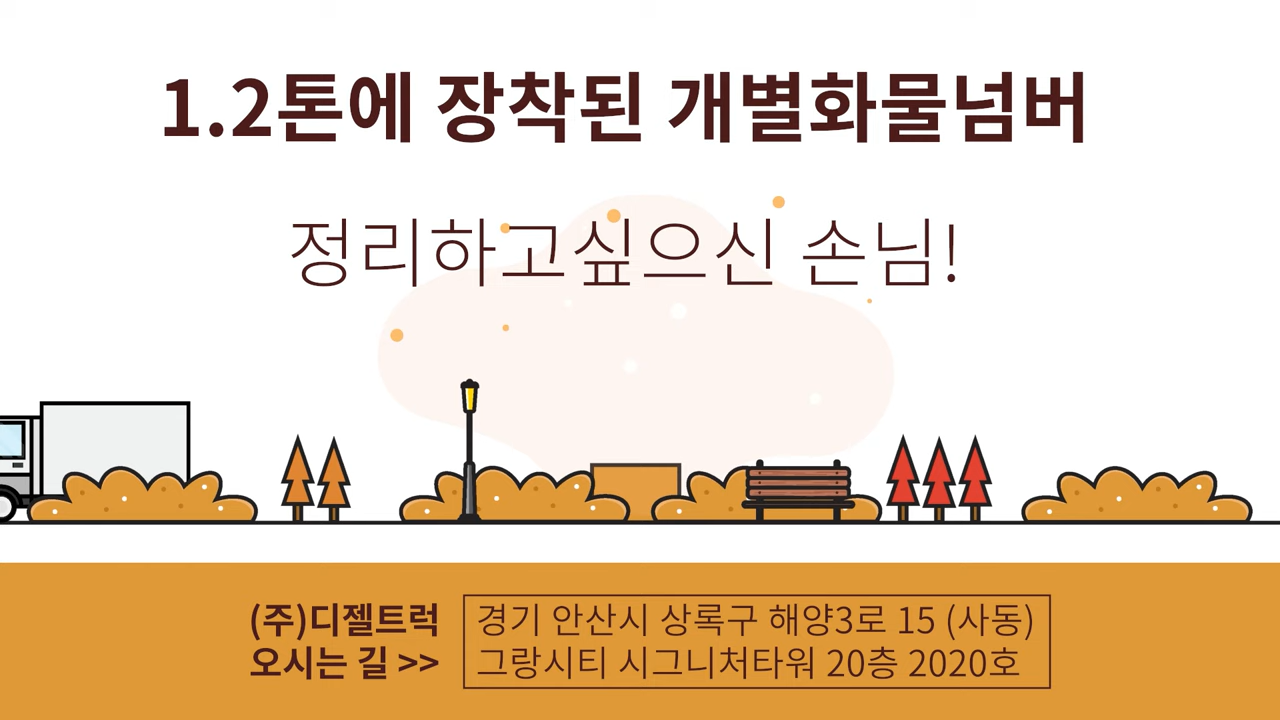 1.2톤에 장착된 개별화물넘버
정리하고싶으신 손님!
(주)디젤트럭
오시는 길 >>
경기 안산시 상록구 해양3로 15 (사동)
그랑시티 시그니처타워 20층 2020호